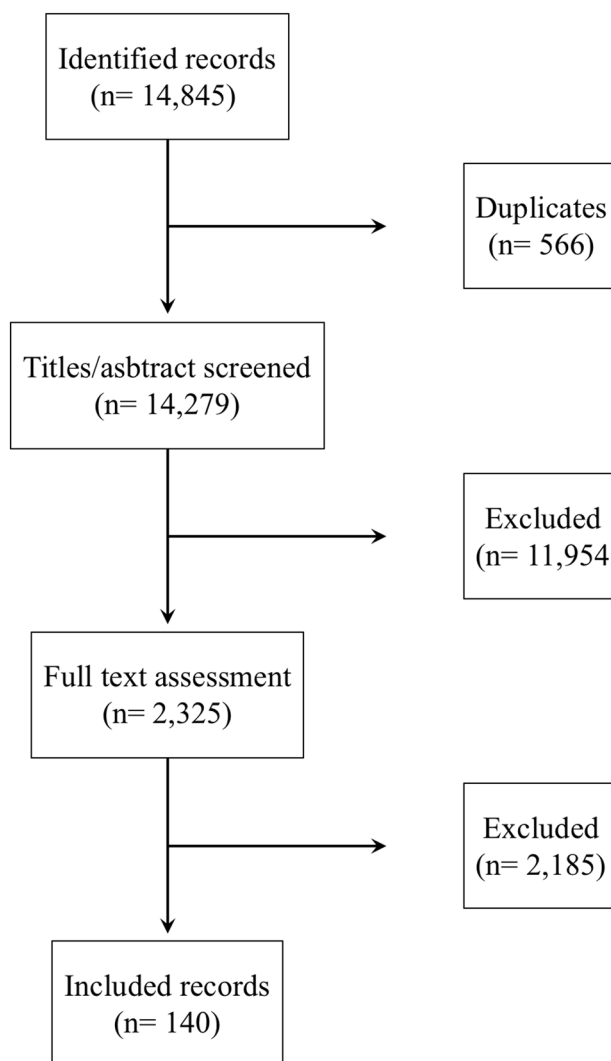 Identified records
(n= 14,845)
Duplicates
(n= 566)
Titles/asbtract screened
(n= 14,279)
Excluded
(n= 11,954
Full text assessment
(n= 2,325)
Excluded
(n= 2,185)
Included records
(n= 140)